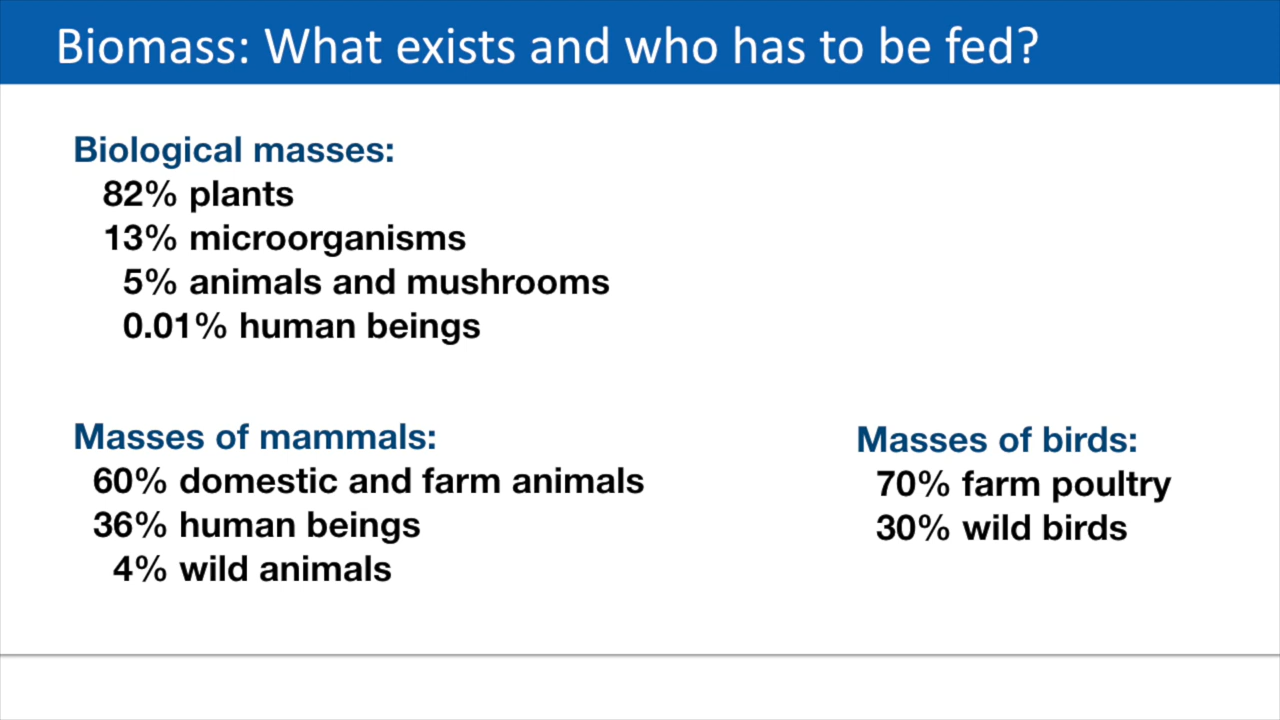 Biomass: What exists and who has to be fed?
Biological masses:
82% plants
13% microorganisms
5% animals and mushrooms
0.01% human beings
Masses of mammals:
60% domestic and farm animals
36% human beings
4% wild animals
Masses of birds:
70% farm poultry
30% wild birds